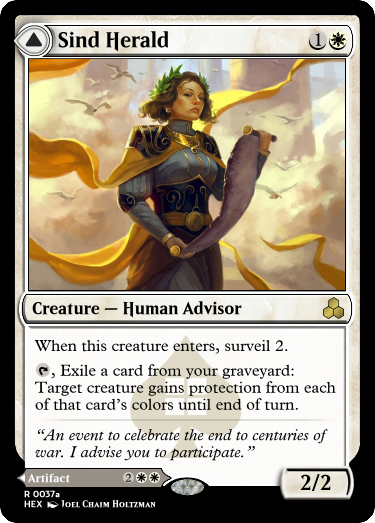 Sind Herald 1
Creature — Human Advisor
When this creature enters, surveil 2.
, Exile a card from your graveyard:
Target creature gains protection from each
of that card's colors until end of turn.
“An event to celebrate the end to centuries of
war. I advise you to participate.”
Artifact 2
2/2
R 0037a
HEX Joel Chaim Holtzman